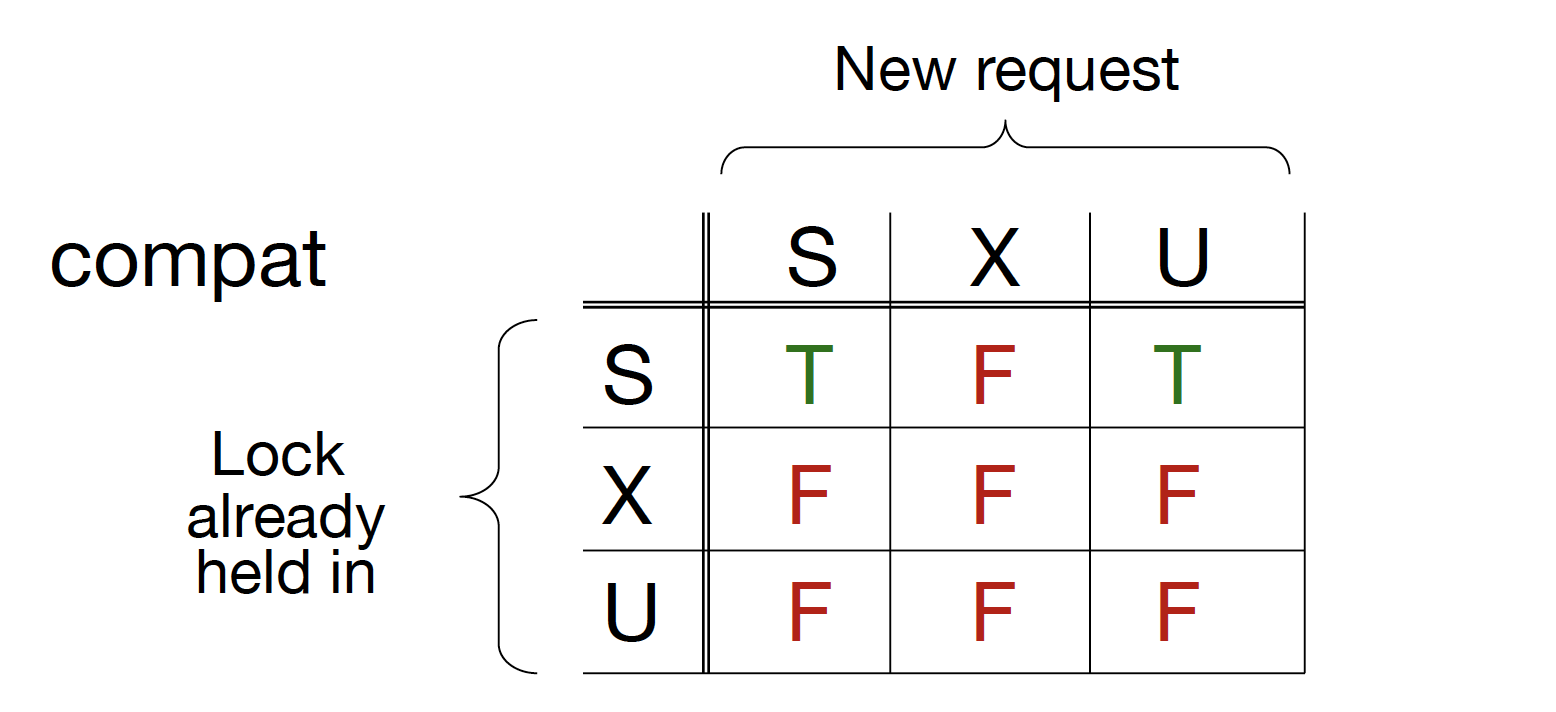 New request
compat
S X U
S T F T
X F F F
U F F F
Lock
already
held in